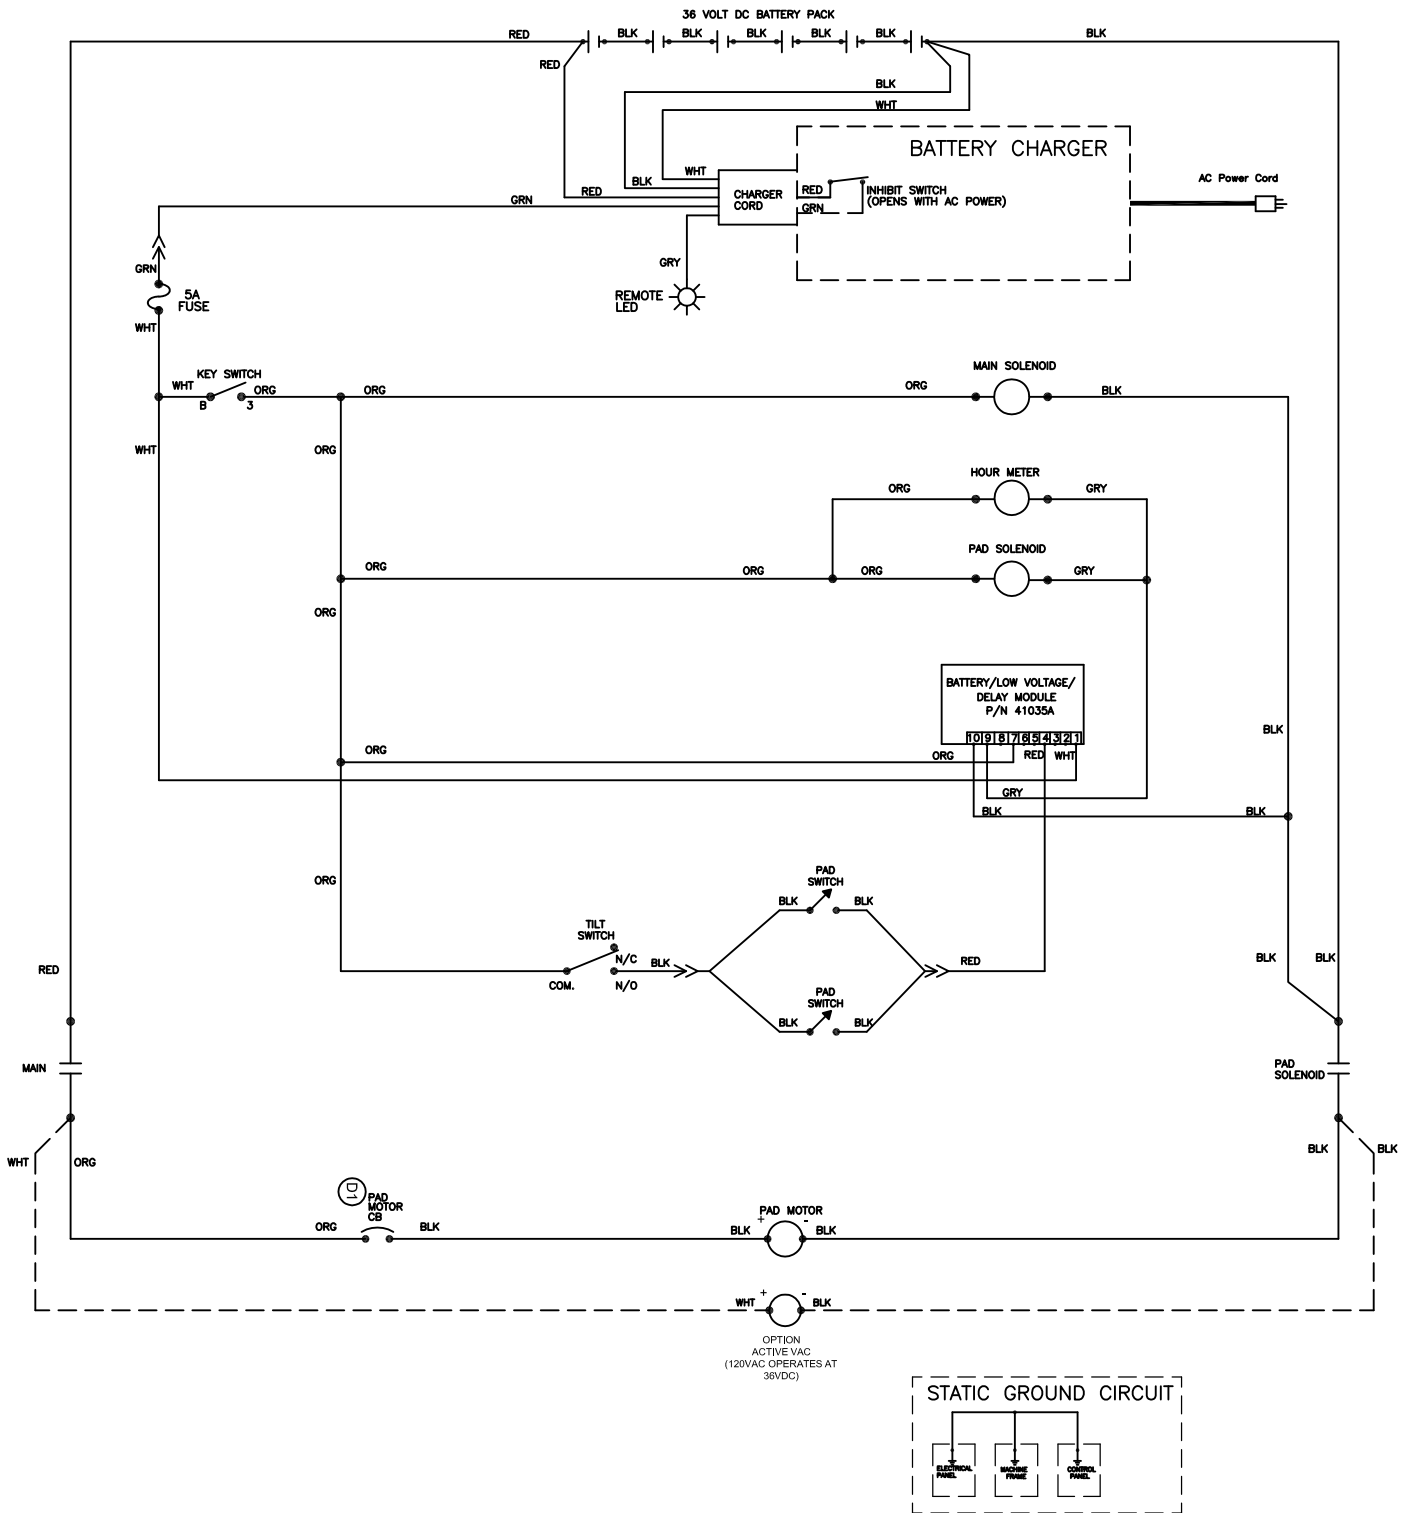 36 VOLT DC BATTERY PACK
RED
BLK
BLK
BLK
BLK
BLK
BLK
RED
BLK
WHT
BATTERY CHARGER
WHT
BLK
RED
CHARGER
CORD
RED
GRN
INHIBIT SWITCH
(OPENS WITH AC POWER)
AC Power Cord
GRN
GRY
REMOTE
LED
GRN
5A
FUSE
WHT
KEY SWITCH
WHT
ORG
B
3
ORG
ORG
MAIN SOLENOID
BLK
WHT
ORG
HOUR METER
ORG
GRY
PAD SOLENOID
ORG
ORG
ORG
GRY
ORG
BATTERY/LOW VOLTAGE/
DELAY MODULE
P/N 41035A
10 9 8 7 6 5 4 3 2 1
BLK
ORG
ORG
RED
WHT
GRY
BLK
BLK
ORG
PAD
SWITCH
BLK
BLK
TILT
SWITCH
N/C
BLK
COM.
N/O
RED
PAD
SWITCH
BLK
BLK
RED
BLK
BLK
MAIN
PAD
SOLENOID
WHT
ORG
BLK
BLK
D1
PAD
MOTOR
CB
ORG
BLK
PAD MOTOR
+
-
BLK
BLK
+
-
WHT
BLK
OPTION
ACTIVE VAC
(120VAC OPERATES AT
36VDC)
STATIC GROUND CIRCUIT
ELECTRICAL
PANEL
MACHINE
FRAME
CONTROL
PANEL